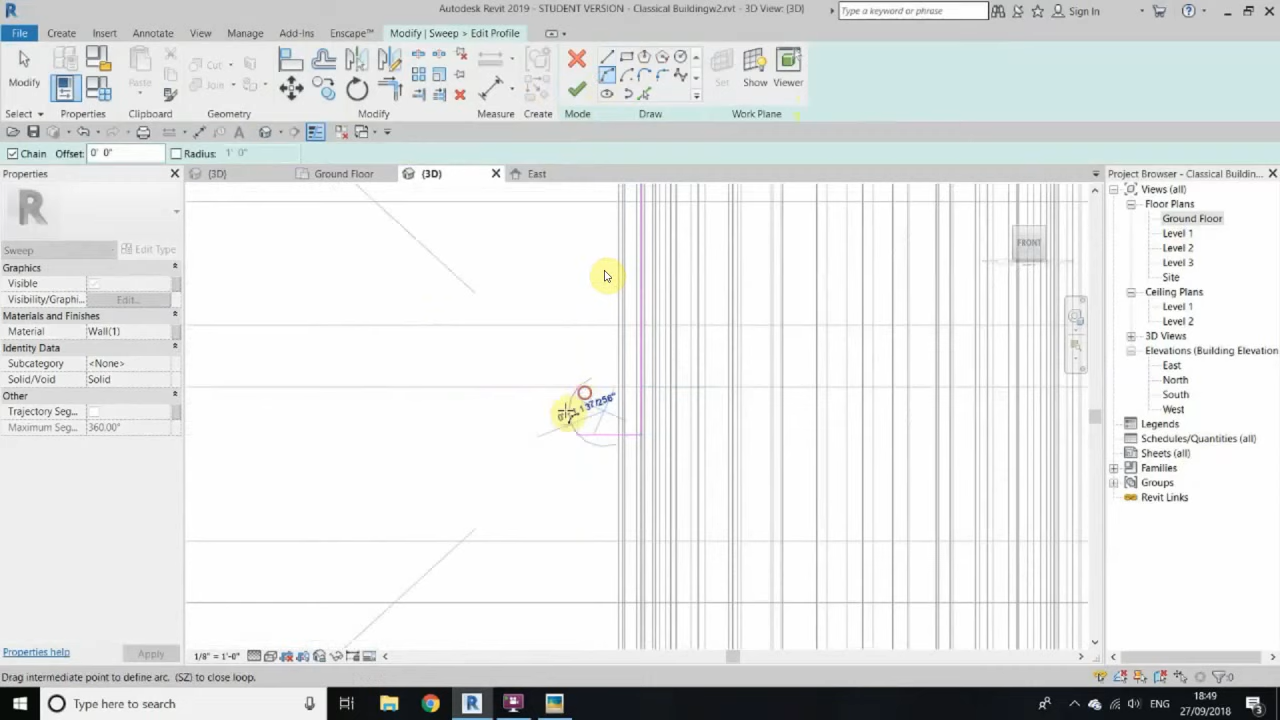 Autodesk Revit 2019 - STUDENT VERSION - Classical Buildingw2.rvt - 3D View: {3D}
Type a keyword or phrase
Sign In
File Create Insert Annotate View Manage Add-Ins Enscape™ Modify | Sweep > Edit Profile
Modify Paste Cut Join Set Show Viewer
Select Properties Clipboard Geometry Modify Measure Create Mode Draw Work Plane
Chain Offset: 0' 0" Radius: 1' 0"
Properties
{3D} Ground Floor {3D} East
Project Browser - Classical Buildin...
Sweep Edit Type
Graphics
Visible
Visibility/Graphi... Edit...
Materials and Finishes
Material Wall(1)
Identity Data
Subcategory <None>
Solid/Void Solid
Other
Trajectory Seg...
Maximum Seg... 360.00°
Properties help Apply
FRONT
Views (all)
Floor Plans
Ground Floor
Level 1
Level 2
Level 3
Site
Ceiling Plans
Level 1
Level 2
3D Views
Elevations (Building Elevation
East
North
South
West
Legends
Schedules/Quantities (all)
Sheets (all)
Families
Groups
Revit Links
1/8" = 1'-0"
Drag intermediate point to define arc. (SZ) to close loop.
:0
Type here to search
ENG
18:49
27/09/2018
3